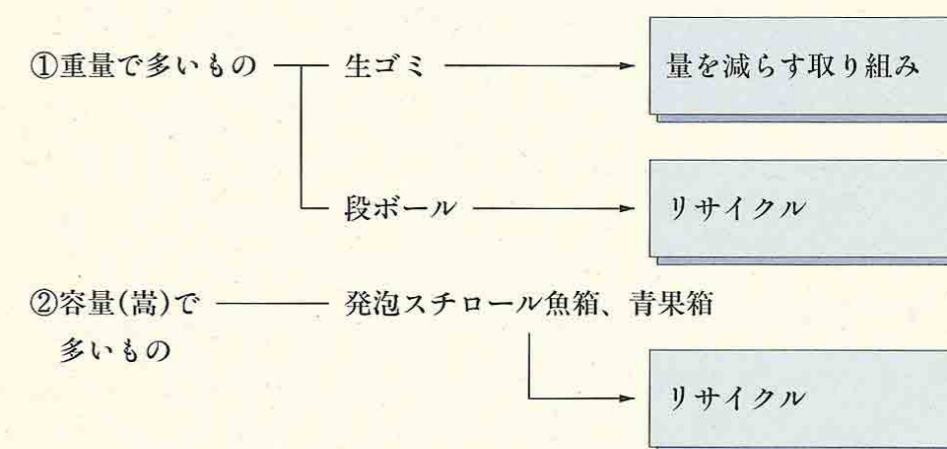 ①重量で多いもの 生ゴミ 量を減らす取り組み
段ボール リサイクル
②容量(嵩)で 発泡スチロール魚箱、青果箱
多いもの
リサイクル